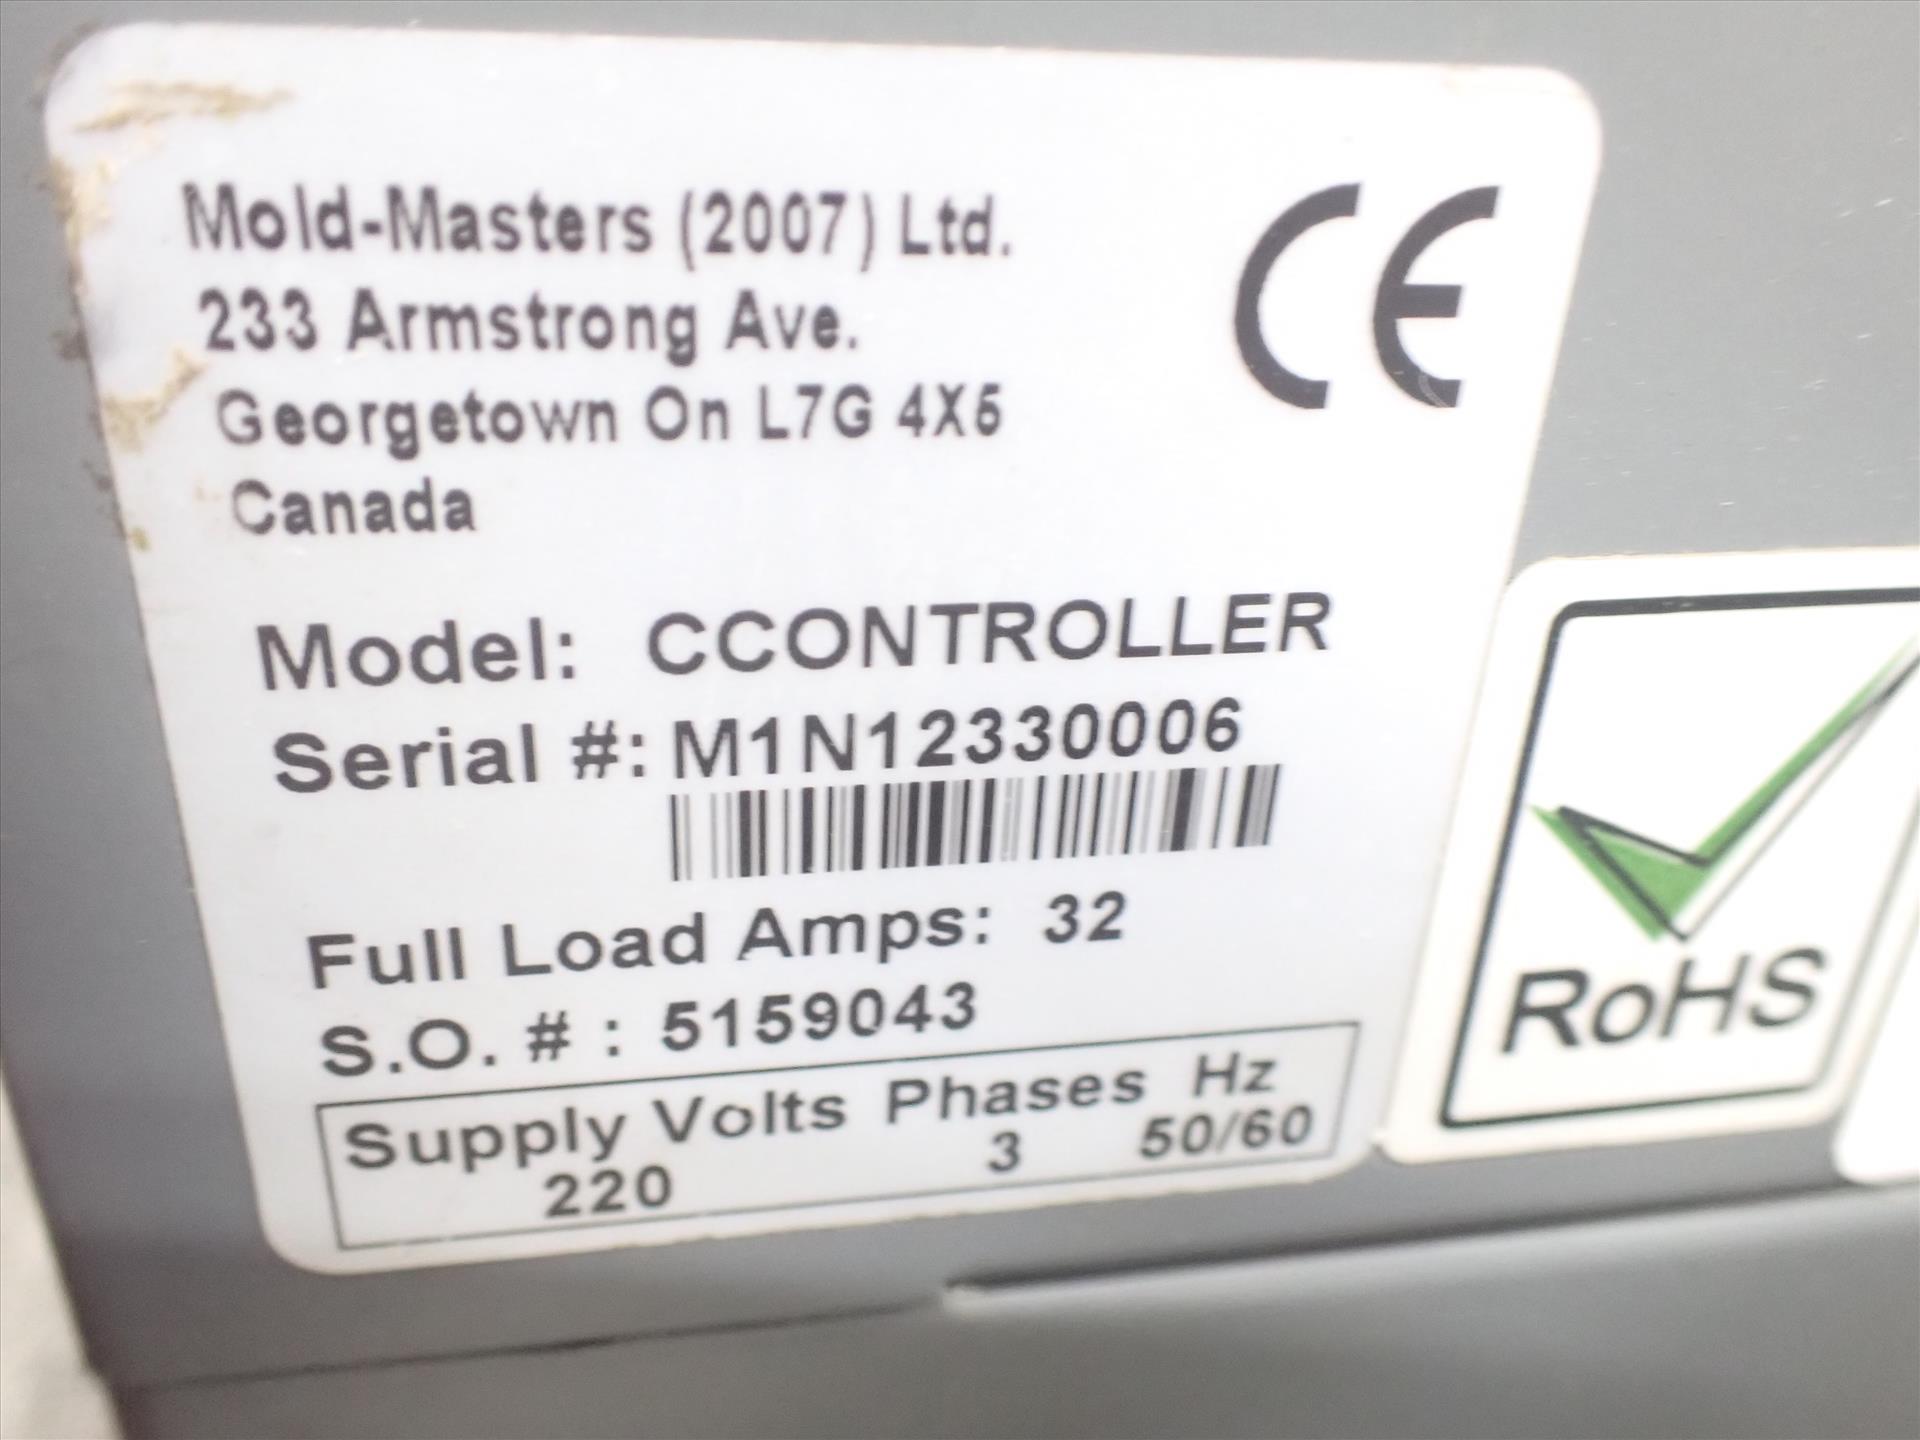 Mold-Masters (2007) Ltd.
233 Armstrong Ave.
Georgetown On L7G 4X5
Canada
CE
Model: CCONTROLLER
Serial #: M1N12330006
Full Load Amps: 32
S.O. # : 5159043
Supply Volts Phases Hz
220 3 50/60
RoHS